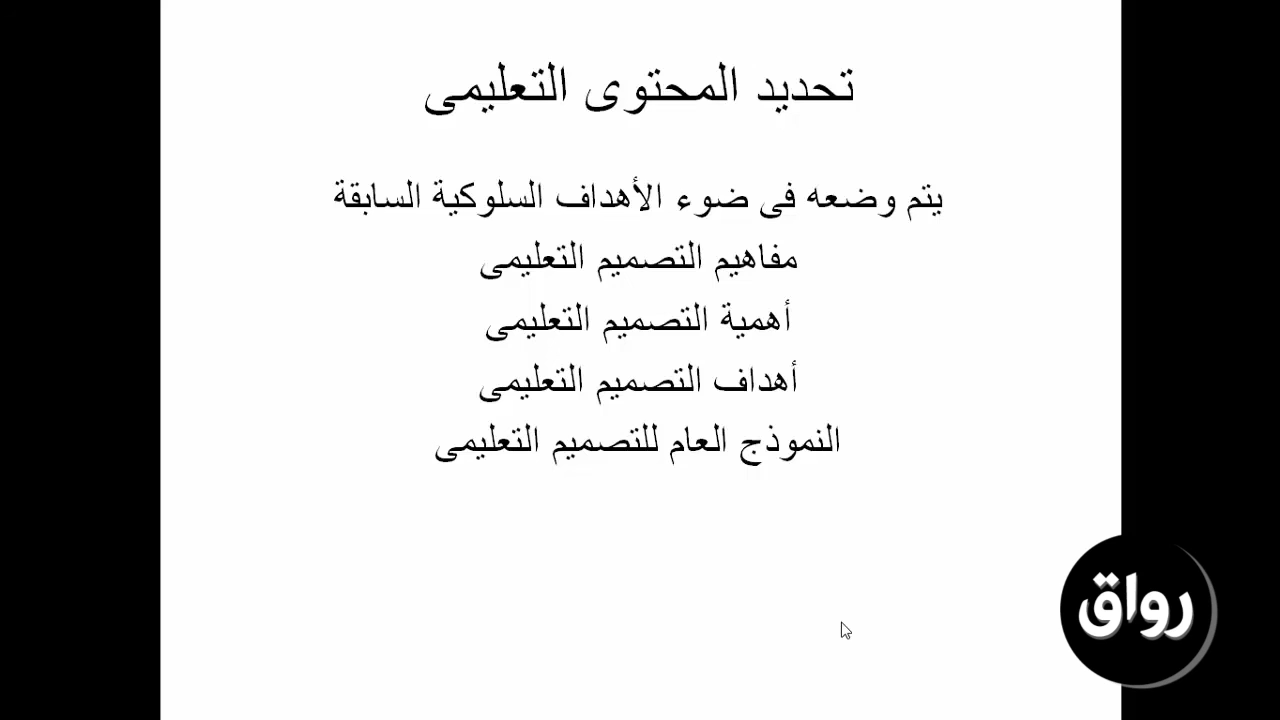 تحديد المحتوى التعليمى
يتم وضعه فى ضوء الأهداف السلوكية السابقة
مفاهيم التصميم التعليمى
أهمية التصميم التعليمى
أهداف التصميم التعليمى
النموذج العام للتصميم التعليمى
رواق